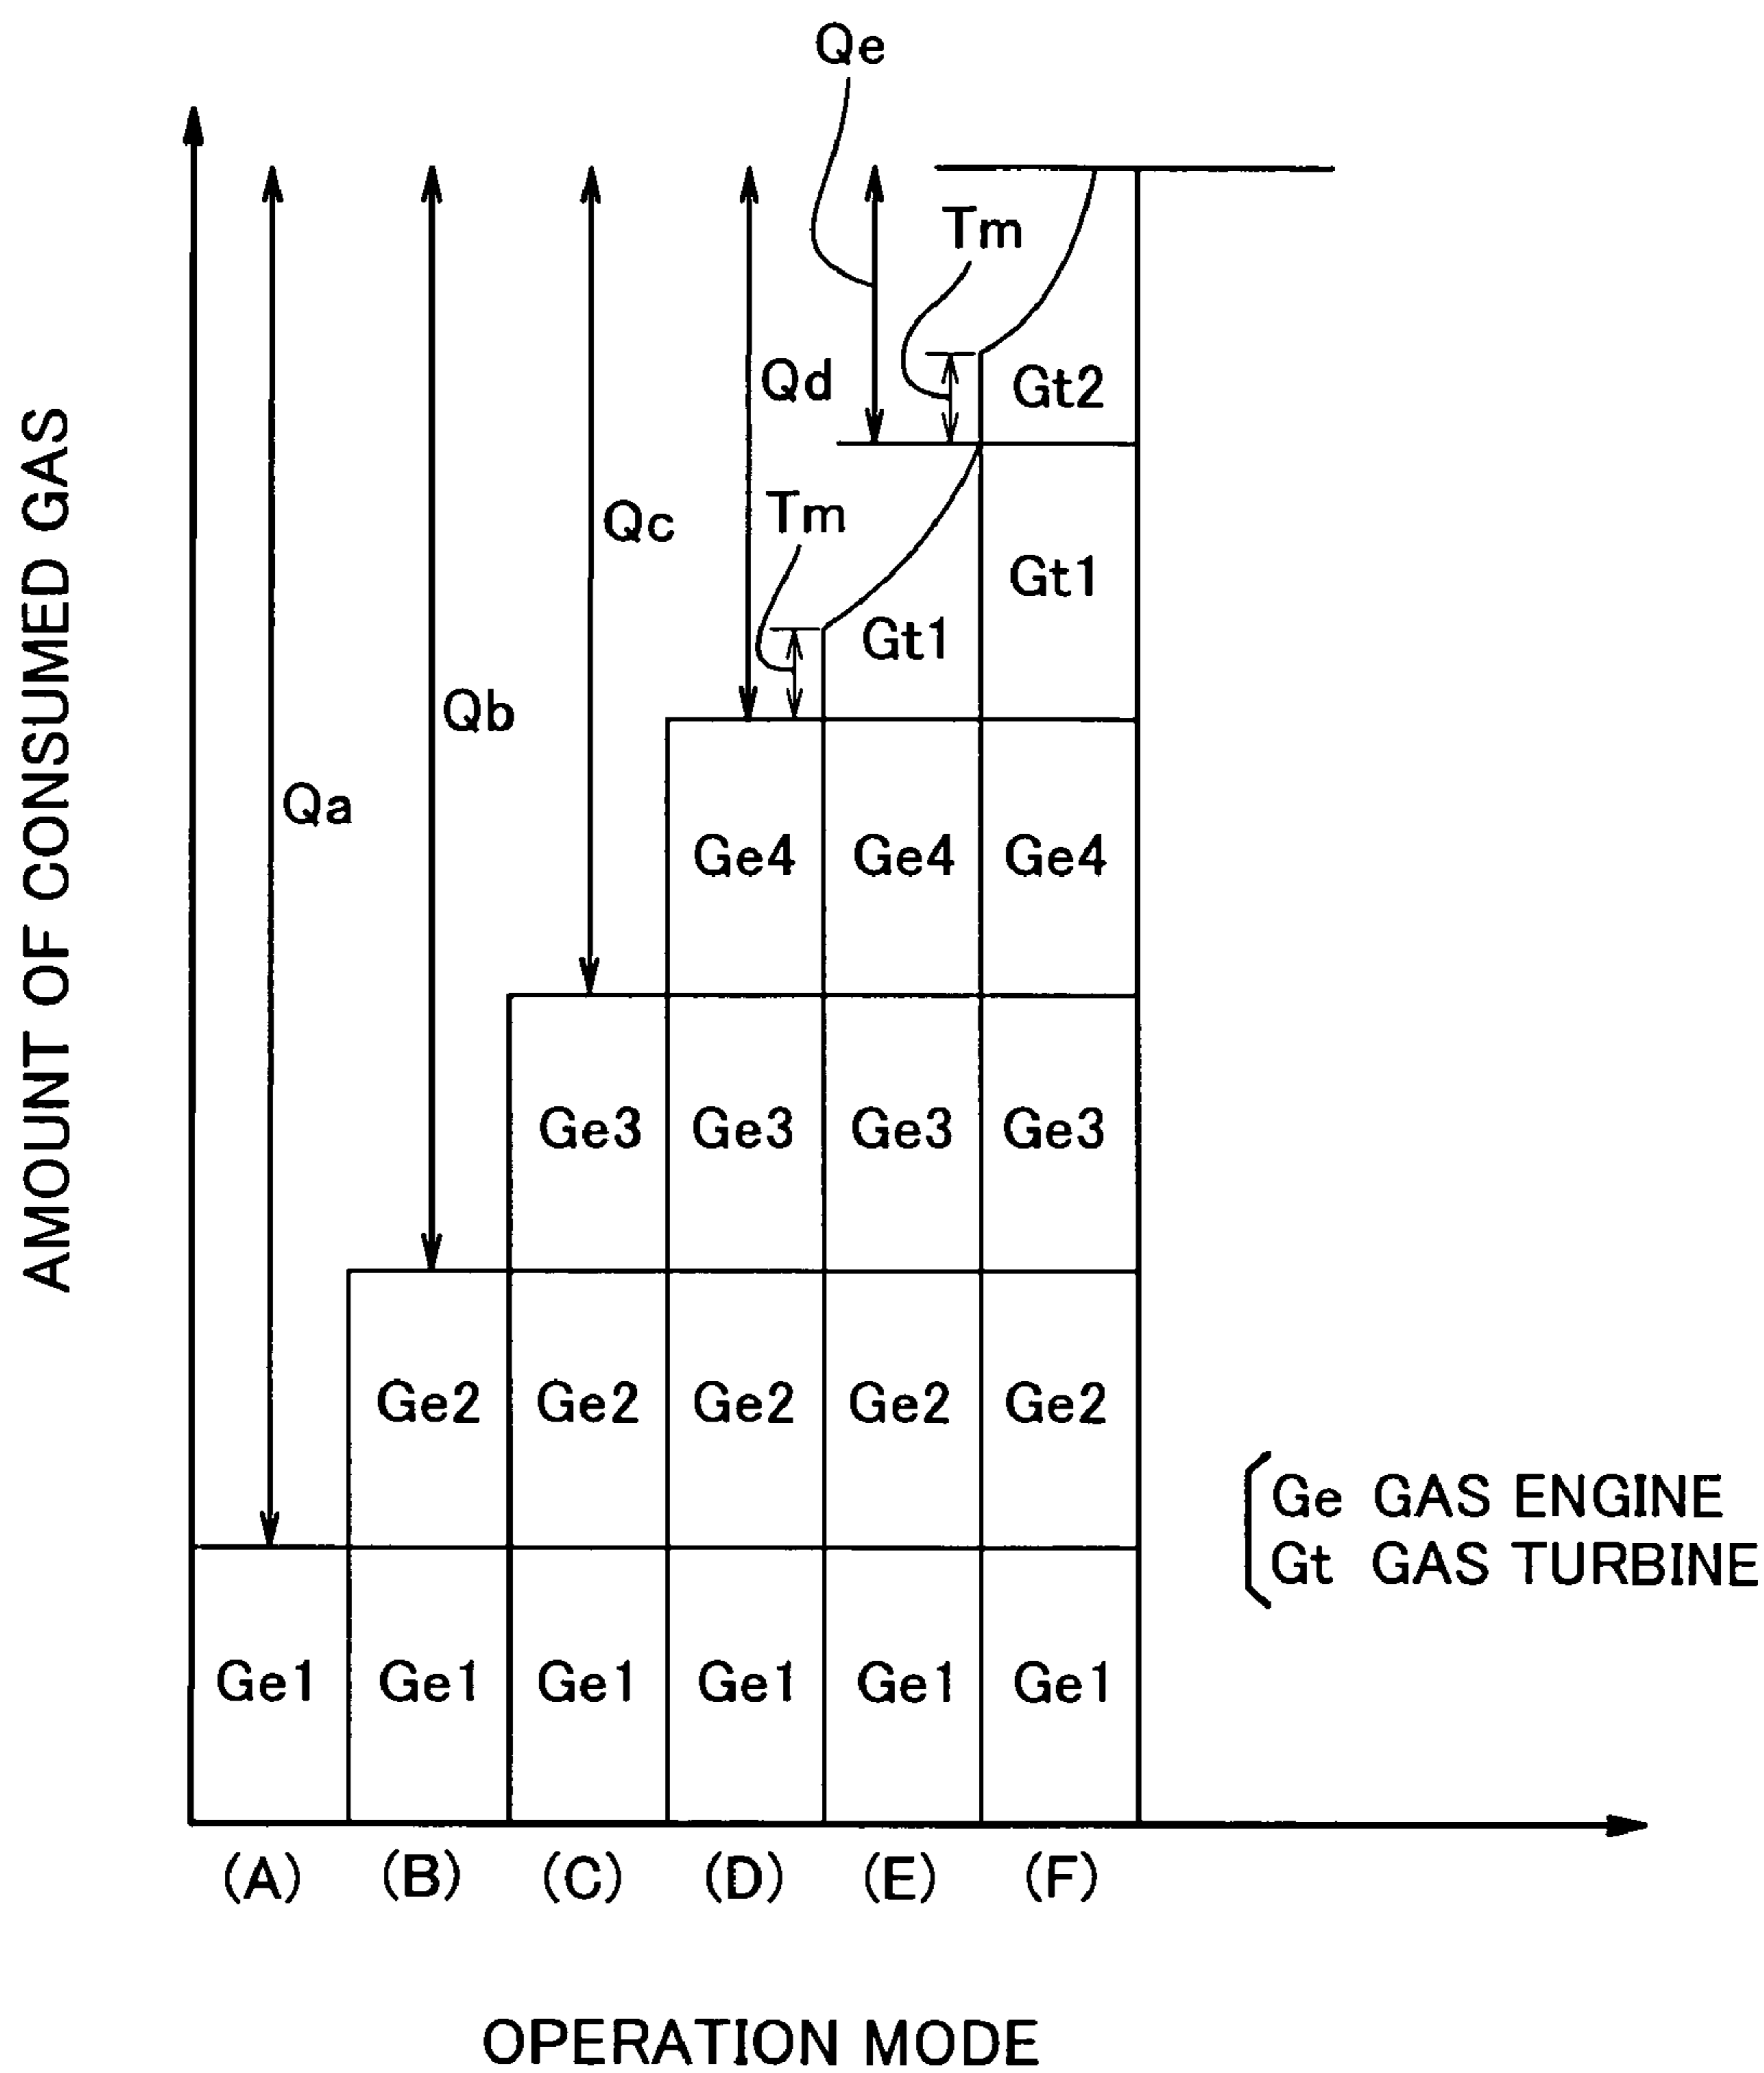 Qe
Tm
Qd
Gt2
Qc
Tm
Gt1
Gt1
Qb
Qa
Ge4 Ge4 Ge4
Ge3 Ge3 Ge3 Ge3
Ge2 Ge2 Ge2 Ge2 Ge2
Ge1 Ge1 Ge1 Ge1 Ge1 Ge1
Ge GAS ENGINE
Gt GAS TURBINE
(A) (B) (C) (D) (E) (F)
OPERATION MODE
AMOUNT OF CONSUMED GAS